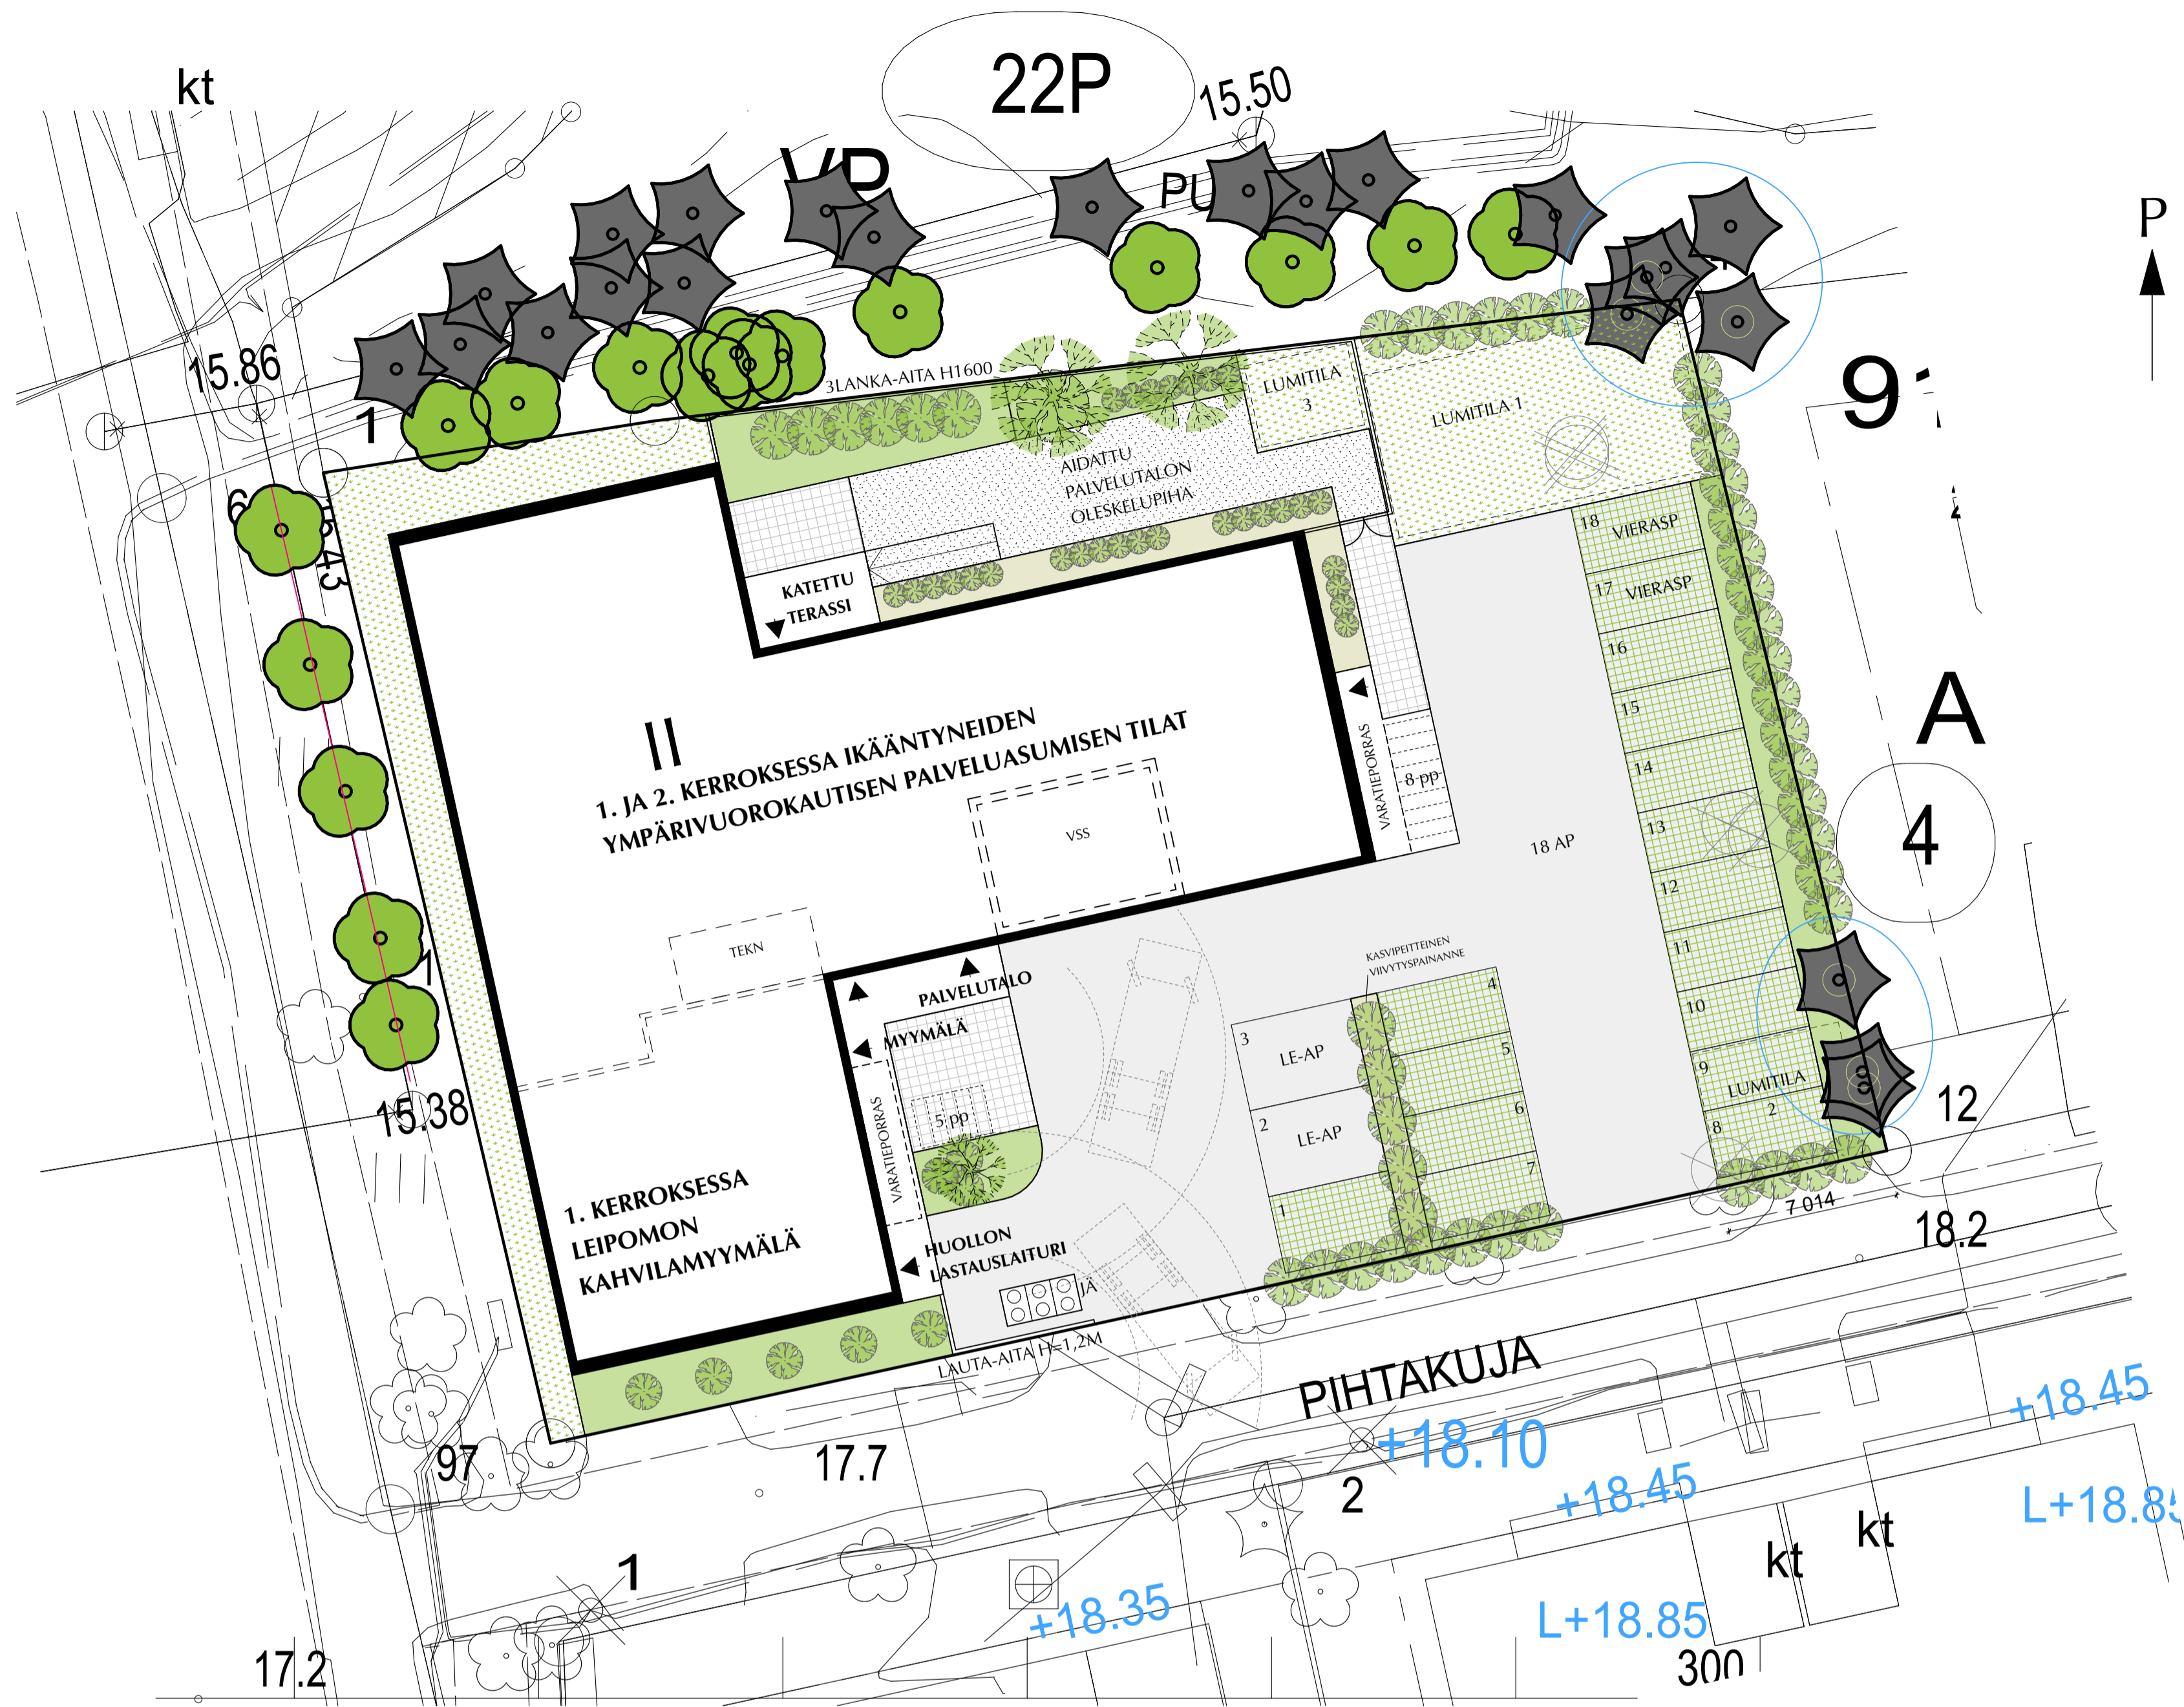 kt
22P
15.50
P
15.86
1
3LANKA-AITA H1600
LUMITILA
3
LUMITILA 1
AIDATTU
PALVELUTALON
OLESKELUPIHA
KATETTU
TERASSI
18 VIERASP
17 VIERASP
16
15
14
13
12
11
10
9
LUMITILA
2
8
A
4
II
1. JA 2. KERROKSESSA IKÄÄNTYNEIDEN
YMPÄRIVUOROKAUTISEN PALVELUASUMISEN TILAT
VARATIEPORRAS
8 pp
VSS
18 AP
TEKN
KASVIPEITTEINEN
VIIVYTYSPAINANNE
PALVELUTALO
MYYMÄLÄ
3 LE-AP
2 LE-AP
1
4
5
6
7
5 pp
VARATIEPORRAS
15.38
12
7 014
18.2
1. KERROKSESSA
LEIPOMON
KAHVILAMYYMÄLÄ
HUOLLON
LASTAUSLAITURI
JÄ
LAUTA-AITA H=1,2M
PIHTAKUJA
+18.10
+18.45
97
17.7
2
+18.45
kt
kt
1
+18.35
L+18.85
17.2